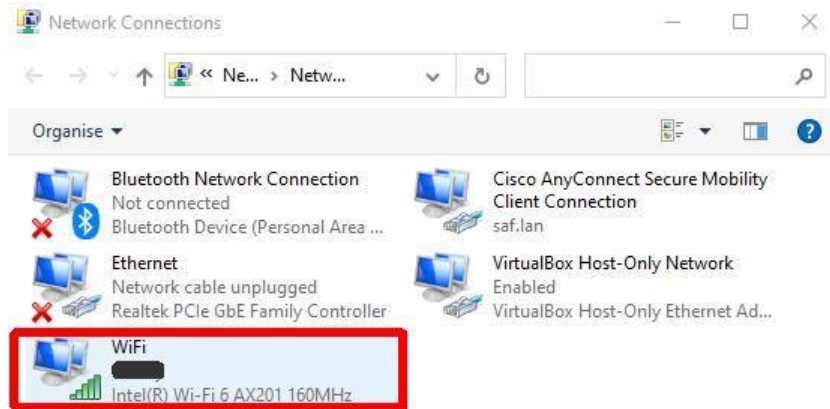 Network Connections
« Ne... › Netw...
Organise
Bluetooth Network Connection
Not connected
Bluetooth Device (Personal Area ...
Cisco AnyConnect Secure Mobility
Client Connection
saf.lan
Ethernet
Network cable unplugged
Realtek PCIe GbE Family Controller
VirtualBox Host-Only Network
Enabled
VirtualBox Host-Only Ethernet Ad...
WiFi
Intel(R) Wi-Fi 6 AX201 160MHz